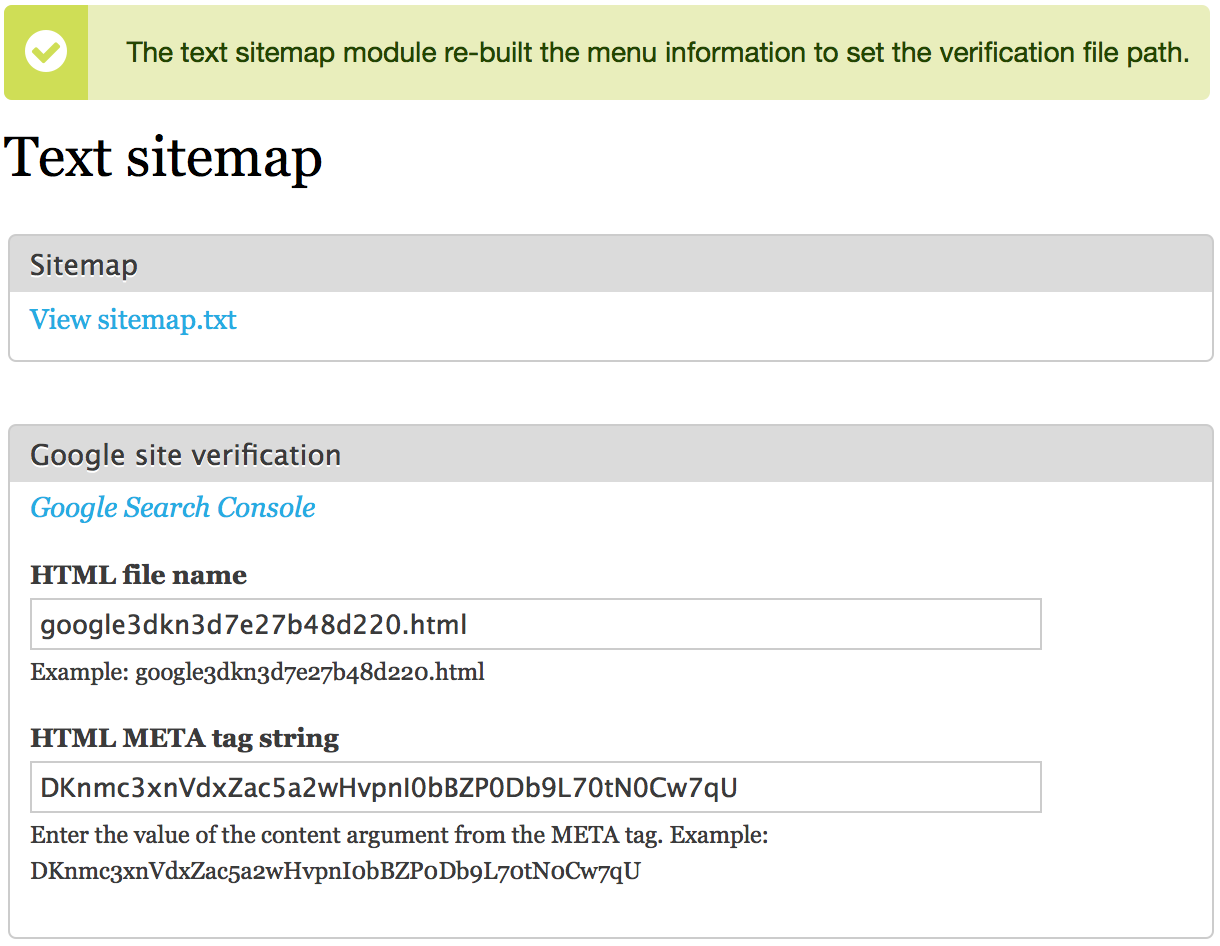 The text sitemap module re-built the menu information to set the verification file path.
Text sitemap
Sitemap
View sitemap.txt
Google site verification
Google Search Console
HTML file name
google3dkn3d7e27b48d220.html
Example: google3dkn3d7e27b48d220.html
HTML META tag string
DKnmc3xnVdxZac5a2wHvpnI0bBZP0Db9L70tN0Cw7qU
Enter the value of the content argument from the META tag. Example:
DKnmc3xnVdxZac5a2wHvpnI0bBZP0Db9L70tN0Cw7qU